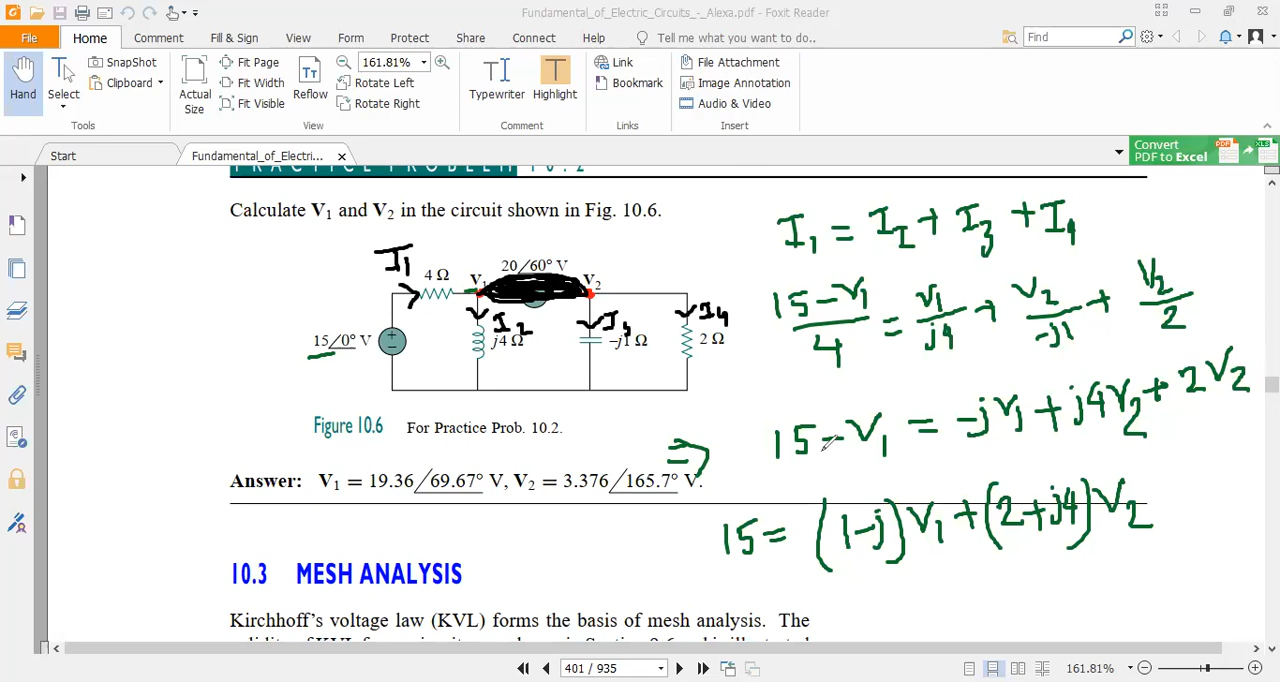 Fundamental_of_Electric_Circuits_-_Alexa.pdf - Foxit Reader
File Home Comment Fill & Sign View Form Protect Share Connect Help Tell me what you want to do.. Find
Hand
Select
SnapShot
Clipboard
Actual Size
Fit Page
Fit Width
Fit Visible
Reflow
161.81%
Rotate Left
Rotate Right
Typewriter
Highlight
Link
Bookmark
File Attachment
Image Annotation
Audio & Video
Tools View Comment Links Insert
Start
Fundamental_of_Electri...
Convert
PDF to Excel
PRACTICE PROBLEM 10.2
Calculate V1 and V2 in the circuit shown in Fig. 10.6.
I1
4 Ω
V1
20/60° V
V2
I2
I3
I4
15/0° V
j4 Ω
-j1 Ω
2 Ω
Figure 10.6 For Practice Prob. 10.2.
Answer: V1 = 19.36/69.67° V, V2 = 3.376/165.7° V.
I1 = I2 + I3 + I4
(15-V1)/4 = V1/j4 + V2/-j1 + V2/2
⇒ 15-V1 = -jV1 + j4V2 + 2V2
15 = (1-j)V1 + (2+j4)V2
10.3 MESH ANALYSIS
Kirchhoff's voltage law (KVL) forms the basis of mesh analysis. The
401 / 935
161.81%